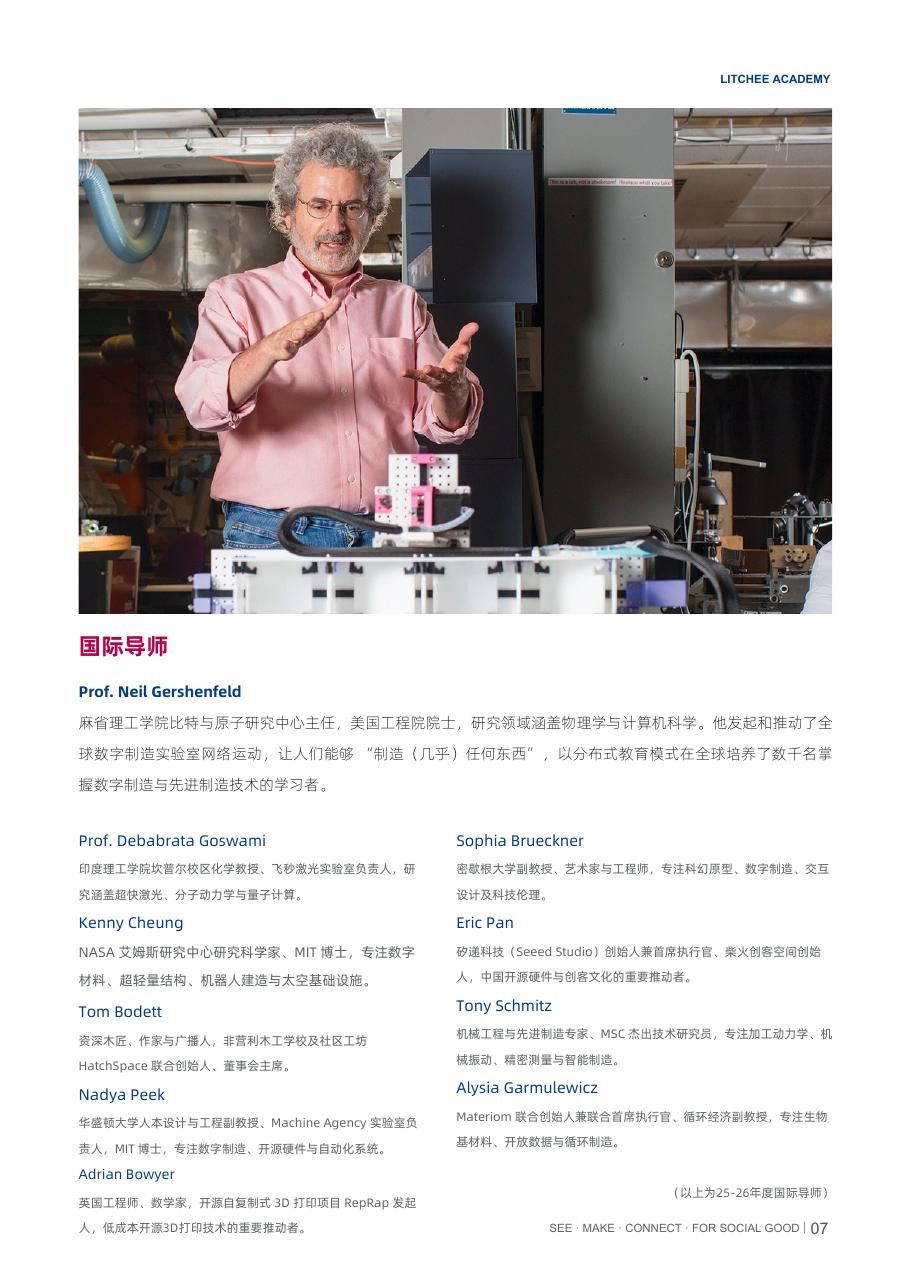 LITCHEE ACADEMY
This is a lab, not a stockroom! Replace what you take!
国际导师
Prof. Neil Gershenfeld
麻省理工学院比特与原子研究中心主任，美国工程院院士，研究领域涵盖物理学与计算机科学。他发起和推动了全
球数字制造实验室网络运动，让人们能够 “制造（几乎）任何东西” ，以分布式教育模式在全球培养了数千名掌
握数字制造与先进制造技术的学习者。
Prof. Debabrata Goswami
印度理工学院坎普尔校区化学教授、飞秒激光实验室负责人，研
究涵盖超快激光、分子动力学与量子计算。
Kenny Cheung
NASA 艾姆斯研究中心研究科学家、MIT 博士，专注数字
材料、超轻量结构、机器人建造与太空基础设施。
Tom Bodett
资深木匠、作家与广播人，非营利木工学校及社区工坊
HatchSpace 联合创始人、董事会主席。
Nadya Peek
华盛顿大学人本设计与工程副教授、Machine Agency 实验室负
责人，MIT 博士，专注数字制造、开源硬件与自动化系统。
Adrian Bowyer
英国工程师、数学家，开源自复制式 3D 打印项目 RepRap 发起
人，低成本开源3D打印技术的重要推动者。
Sophia Brueckner
密歇根大学副教授、艺术家与工程师，专注科幻原型、数字制造、交互
设计及科技伦理。
Eric Pan
矽递科技（Seeed Studio）创始人兼首席执行官、柴火创客空间创始
人，中国开源硬件与创客文化的重要推动者。
Tony Schmitz
机械工程与先进制造专家、MSC 杰出技术研究员，专注加工动力学、机
械振动、精密测量与智能制造。
Alysia Garmulewicz
Materiom 联合创始人兼联合首席执行官、循环经济副教授，专注生物
基材料、开放数据与循环制造。
（以上为25-26年度国际导师）
SEE · MAKE · CONNECT · FOR SOCIAL GOOD | 07